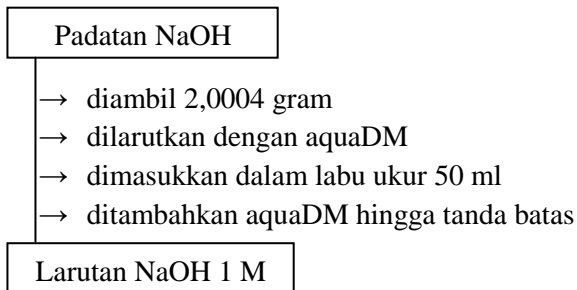 Padatan NaOH
→ diambil 2,0004 gram
→ dilarutkan dengan aquaDM
→ dimasukkan dalam labu ukur 50 ml
→ ditambahkan aquaDM hingga tanda batas
Larutan NaOH 1 M